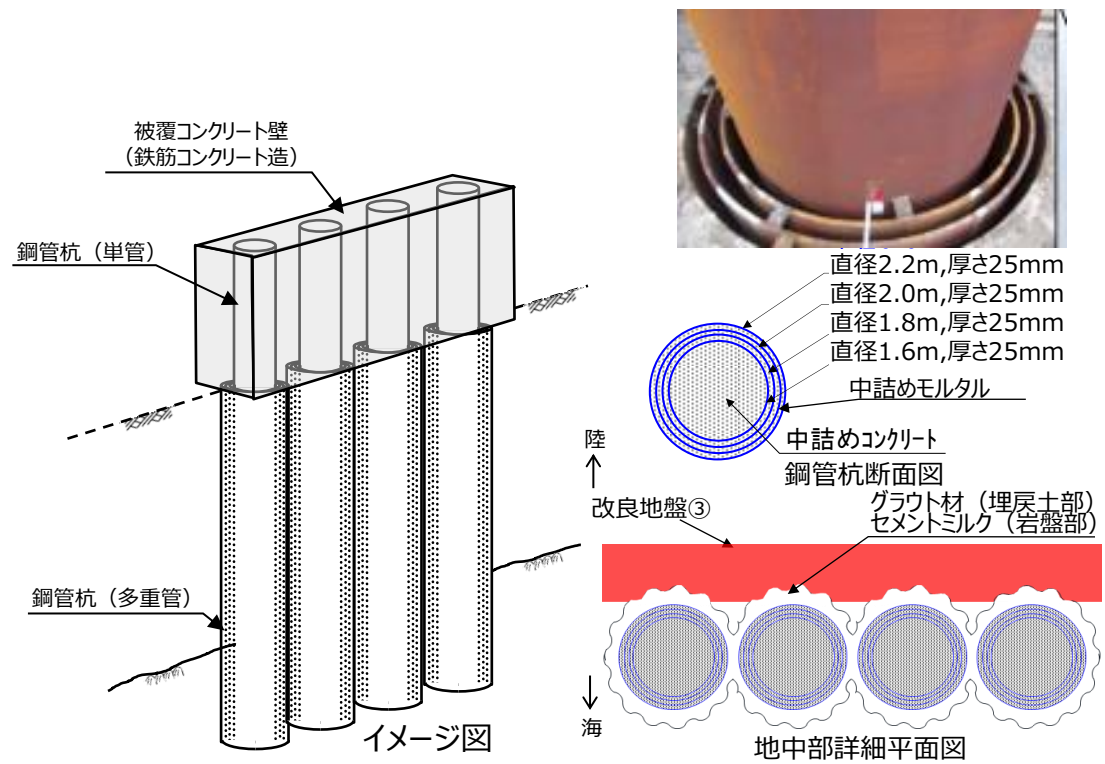 被覆コンクリート壁
(鉄筋コンクリート造)
鋼管杭(単管)
鋼管杭(多重管)
イメージ図
直径2.2m,厚さ25mm
直径2.0m,厚さ25mm
直径1.8m,厚さ25mm
直径1.6m,厚さ25mm
中詰めモルタル
中詰めコンクリート
鋼管杭断面図
陸
改良地盤③
グラウト材(埋戻土部)
セメントミルク(岩盤部)
海
地中部詳細平面図